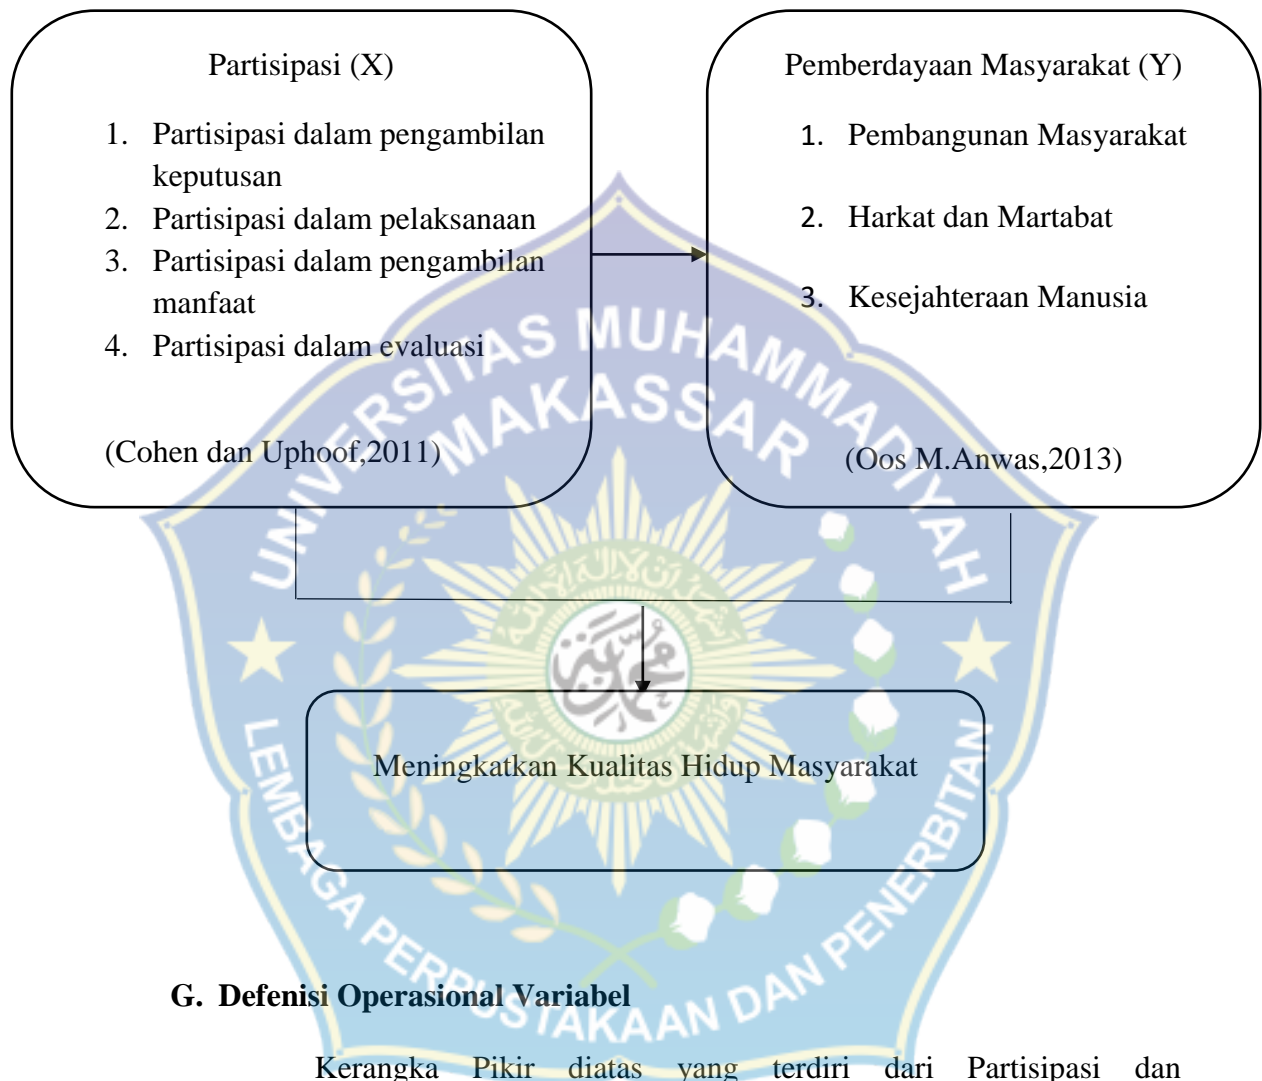 Partisipasi (X)
1. Partisipasi dalam pengambilan
keputusan
2. Partisipasi dalam pelaksanaan
3. Partisipasi dalam pengambilan
manfaat
4. Partisipasi dalam evaluasi
(Cohen dan Uphoof,2011)
Pemberdayaan Masyarakat (Y)
1. Pembangunan Masyarakat
2. Harkat dan Martabat
3. Kesejahteraan Manusia
(Oos M.Anwas,2013)
Meningkatkan Kualitas Hidup Masyarakat
UNIVERSITAS MUHAMMADIYAH
MAKASSAR
محمد
LEMBAGA PERPUSTAKAAN DAN PENERBITAN
G. Defenisi Operasional Variabel
Kerangka Pikir diatas yang terdiri dari Partisipasi dan